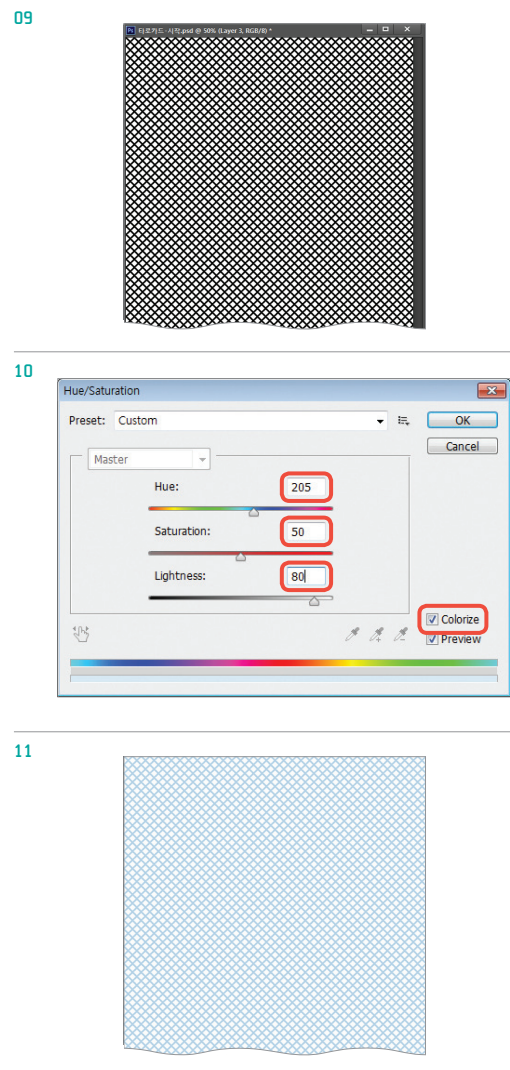 09
Ps 타로카드-시작.psd @ 50% (Layer 3, RGB/8) *
10
Hue/Saturation
Preset: Custom
OK
Cancel
Master
Hue: 205
Saturation: 50
Lightness: 80
Colorize
Preview
11